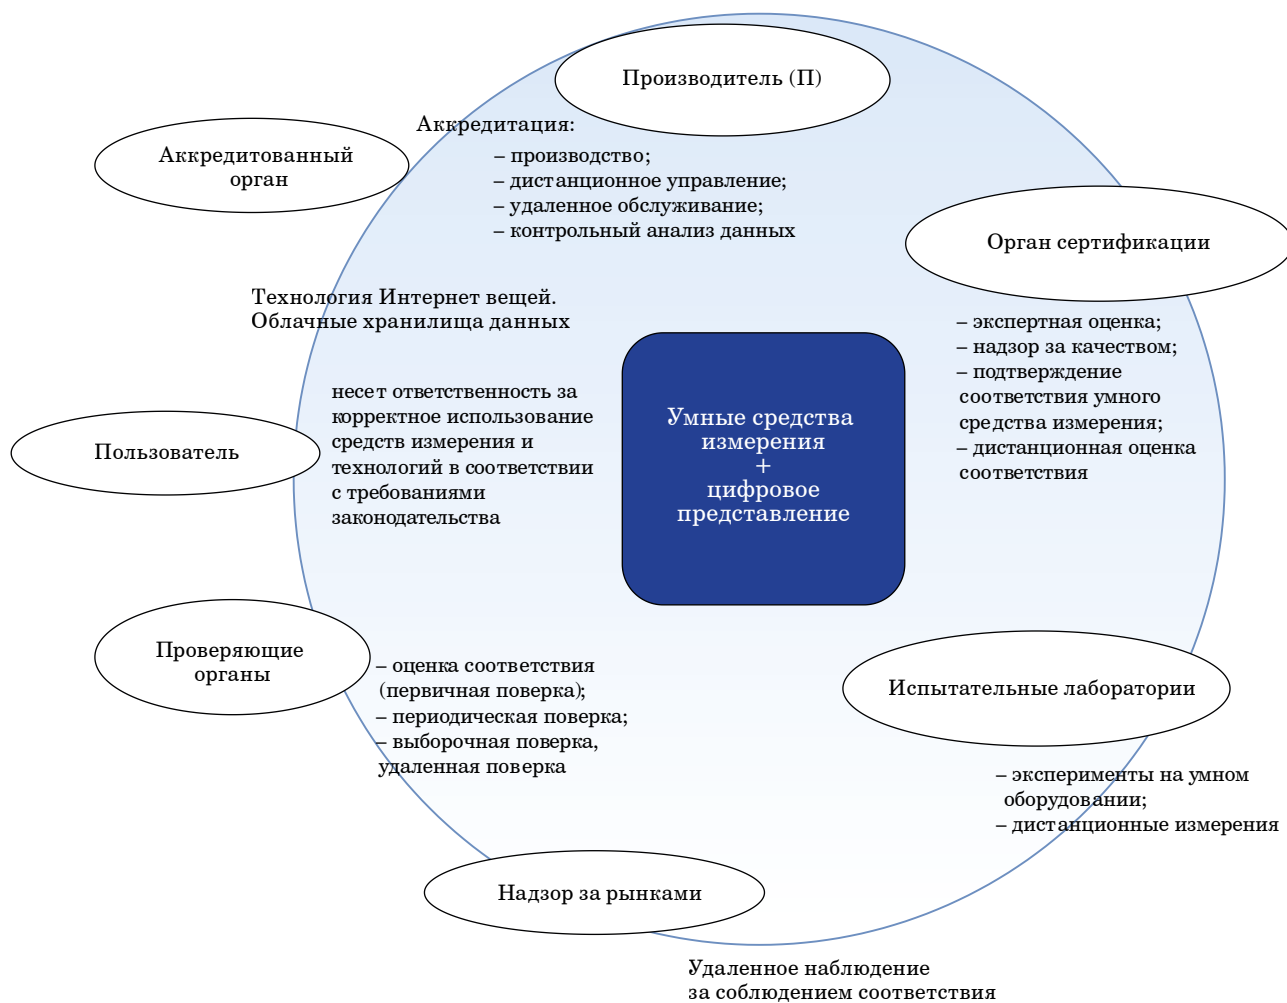 Производитель (П)
Аккредитация:
– производство;
– дистанционное управление;
– удаленное обслуживание;
– контрольный анализ данных
Аккредитованный
орган
Орган сертификации
– экспертная оценка;
– надзор за качеством;
– подтверждение
соответствия умного
средства измерения;
– дистанционная оценка
соответствия
Технология Интернет вещей.
Облачные хранилища данных
Пользователь
несет ответственность за
корректное использование
средств измерения и
технологий в соответствии
с требованиями
законодательства
Умные средства
измерения
+
цифровое
представление
Проверяющие
органы
– оценка соответствия
(первичная поверка);
– периодическая поверка;
– выборочная поверка,
удаленная поверка
Испытательные лаборатории
– эксперименты на умном
оборудовании;
– дистанционные измерения
Надзор за рынками
Удаленное наблюдение
за соблюдением соответствия